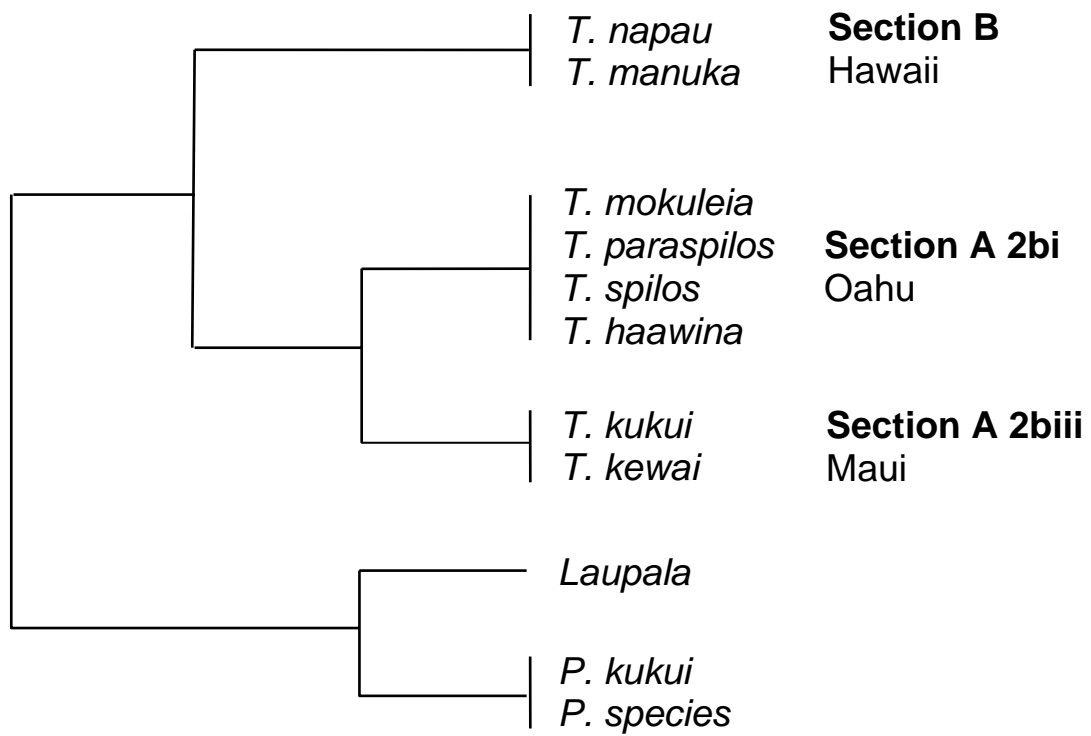 T. napau
T. manuka
Section B
Hawaii
T. mokuleia
T. paraspilos
T. spilos
T. haawina
Section A 2bi
Oahu
T. kukui
T. kewai
Section A 2biii
Maui
Laupala
P. kukui
P. species